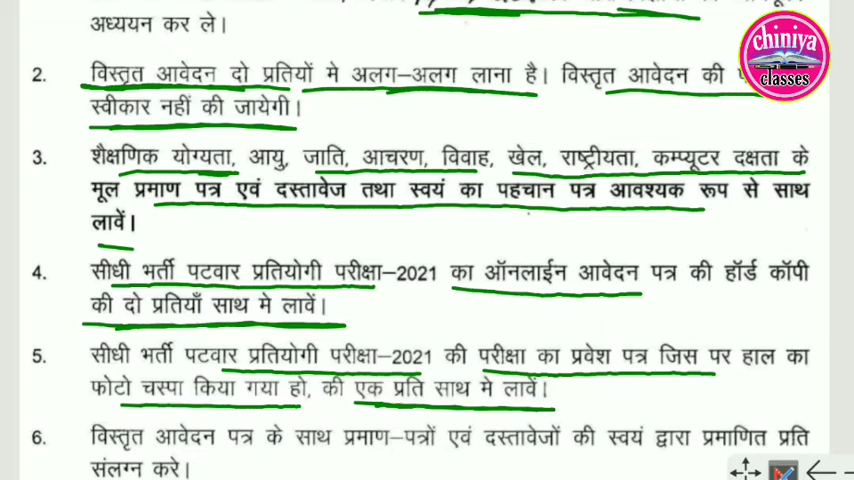 अध्ययन कर ले।
chiniya
classes
2. विस्तृत आवेदन दो प्रतियों मे अलग–अलग लाना है। विस्तृत आवेदन की
स्वीकार नहीं की जायेगी।
3. शैक्षणिक योग्यता, आयु, जाति, आचरण, विवाह, खेल, राष्ट्रीयता, कम्प्यूटर दक्षता के
मूल प्रमाण पत्र एवं दस्तावेज तथा स्वयं का पहचान पत्र आवश्यक रूप से साथ
लावें।
4. सीधी भर्ती पटवार प्रतियोगी परीक्षा–2021 का ऑनलाईन आवेदन पत्र की हॉर्ड कॉपी
की दो प्रतियाँ साथ मे लावें।
5. सीधी भर्ती पटवार प्रतियोगी परीक्षा–2021 की परीक्षा का प्रवेश पत्र जिस पर हाल का
फोटो चस्पा किया गया हो, की एक प्रति साथ मे लावें।
6. विस्तृत आवेदन पत्र के साथ प्रमाण–पत्रों एवं दस्तावेजों की स्वयं द्वारा प्रमाणित प्रति
संलग्न करे।